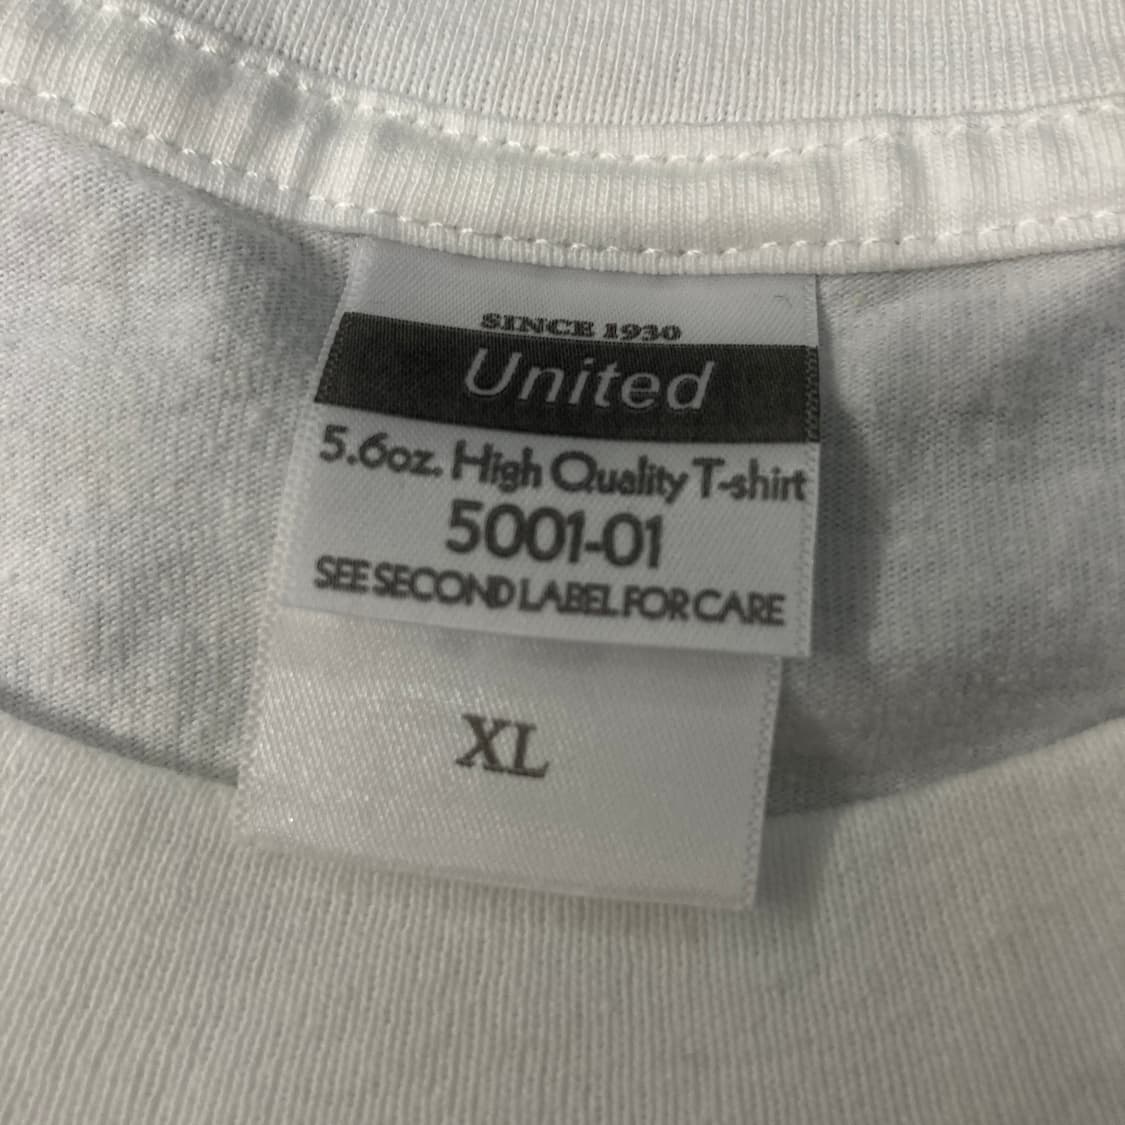 SINCE 1930
United
5.6oz. High Quality T-shirt
5001-01
SEE SECOND LABEL FOR CARE
XL